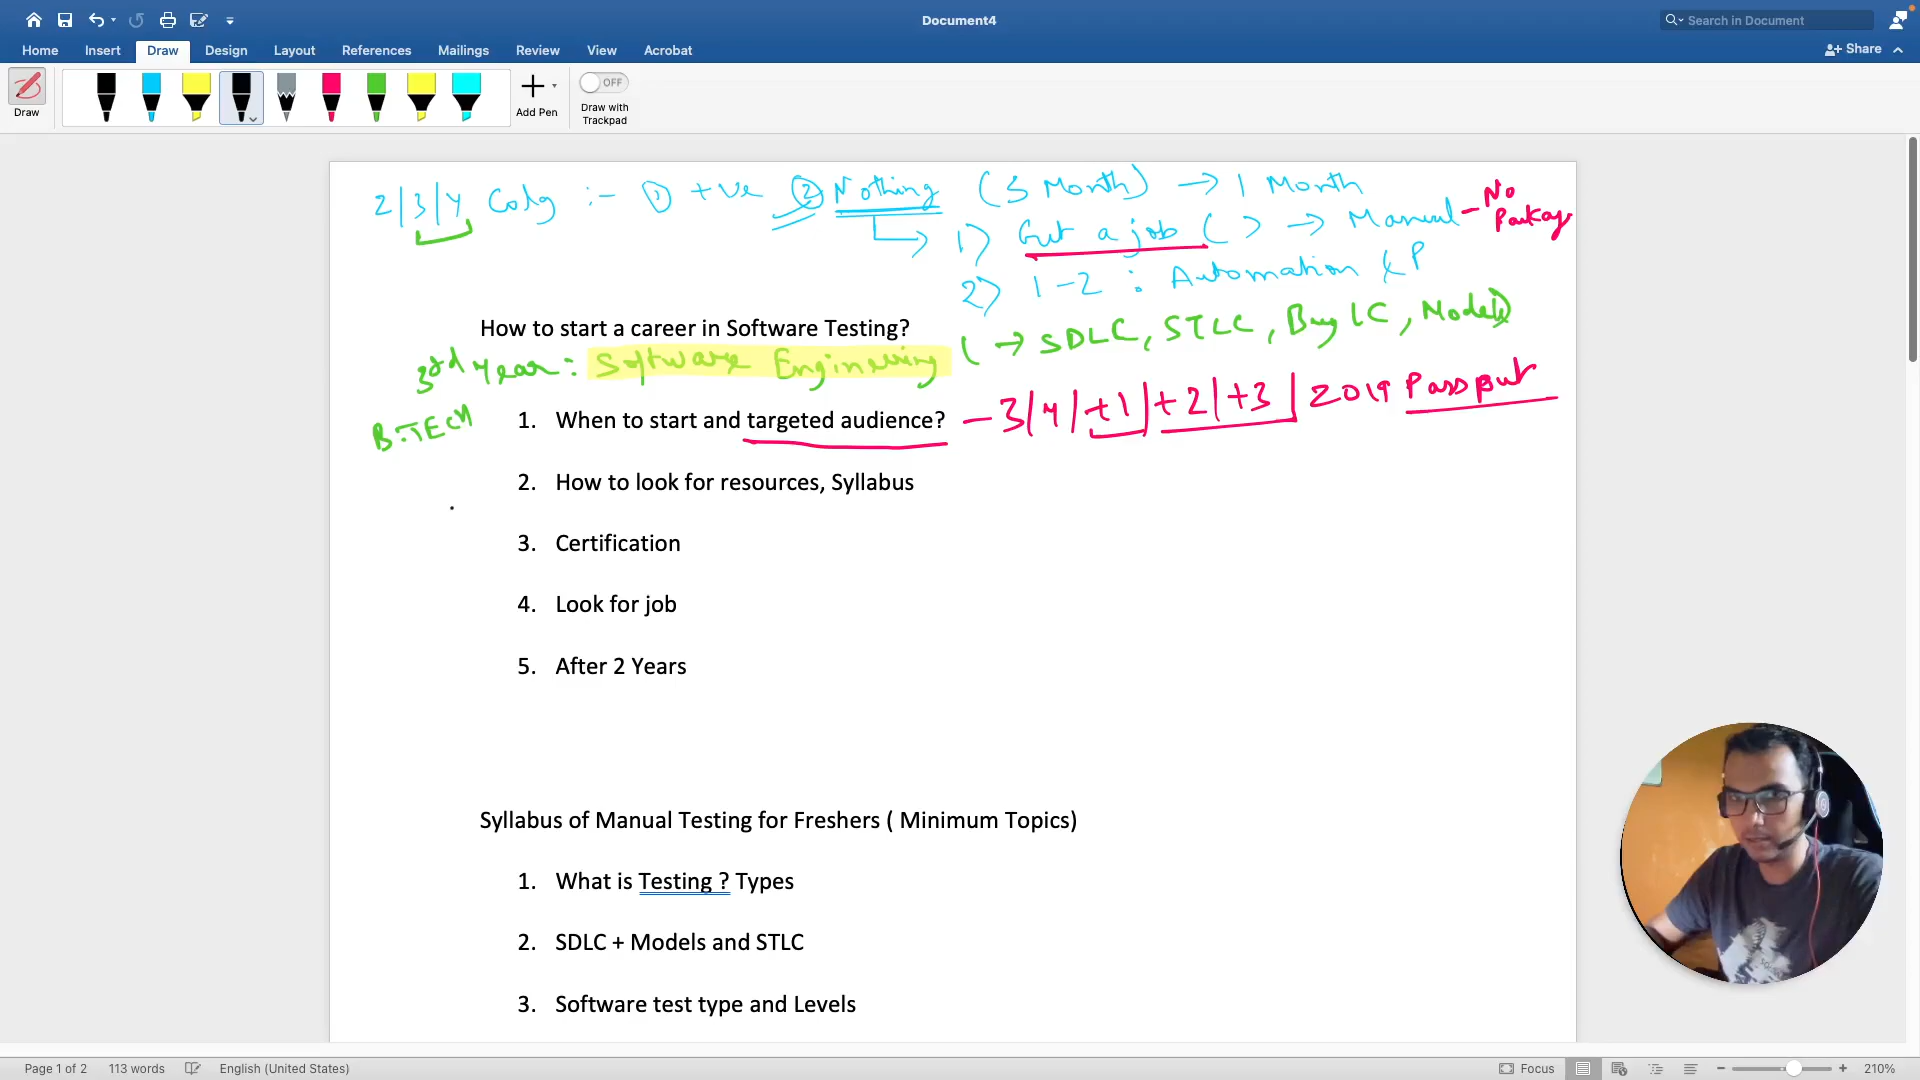 Document4
Search in Document
Home Insert Draw Design Layout References Mailings Review View Acrobat
Share
Draw
Add Pen
OFF
Draw with
Trackpad
2|3|4 Colg :- ① +ve ② Nothing (3 Month) → 1 Month
1) Get a job ( ) → Manual - No
Package
2) 1-2 : Automation & P
How to start a career in Software Testing?
3rd year : Software Engineering ( → SDLC, STLC, Bug LC, Models)
B.TECH
1. When to start and targeted audience? - 3|4|+1|+2|+3| 2019 Passout
2. How to look for resources, Syllabus
3. Certification
4. Look for job
5. After 2 Years
Syllabus of Manual Testing for Freshers ( Minimum Topics)
1. What is Testing ? Types
2. SDLC + Models and STLC
3. Software test type and Levels
Page 1 of 2 113 words English (United States) Focus 210%